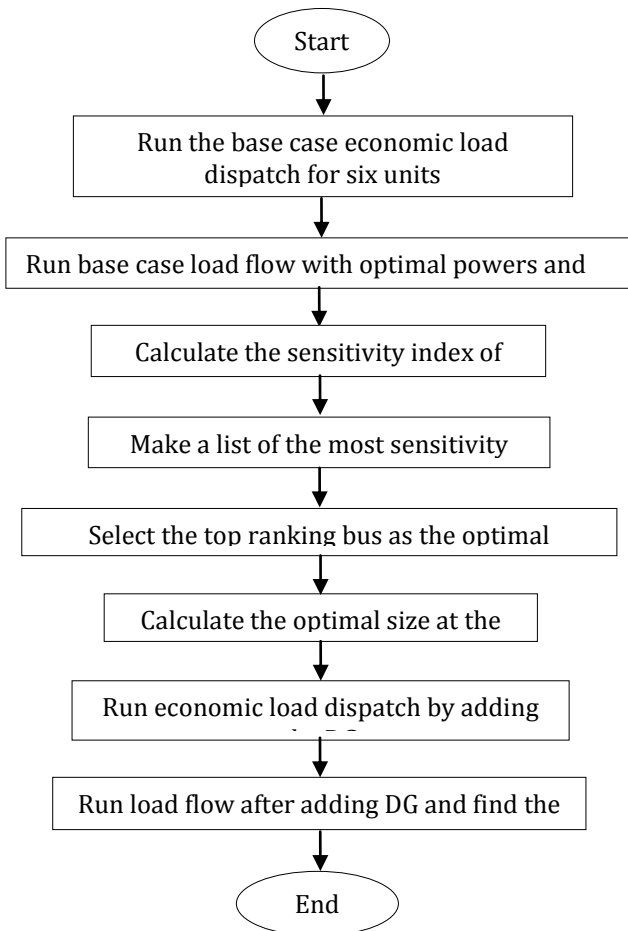 Start
Run the base case economic load
dispatch for six units
Run base case load flow with optimal powers and
Calculate the sensitivity index of
Make a list of the most sensitivity
Select the top ranking bus as the optimal
Calculate the optimal size at the
Run economic load dispatch by adding
Run load flow after adding DG and find the
End